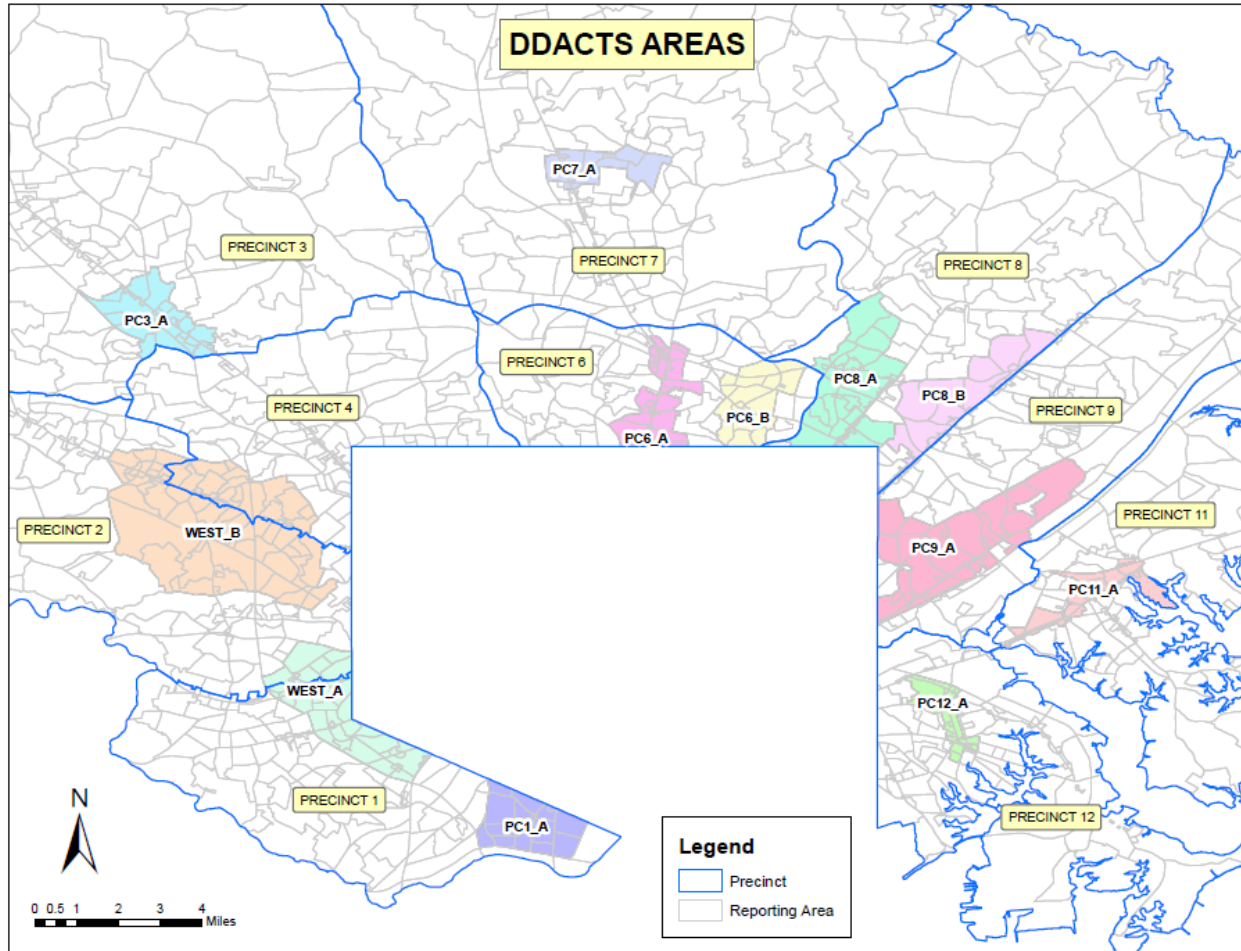 DDACTS AREAS
PC7_A
PRECINCT 3
PRECINCT 7
PRECINCT 8
PC3_A
PRECINCT 6
PC8_A
PC8_B
PRECINCT 4
PC6_B
PRECINCT 9
PC6_A
PRECINCT 2
WEST_B
PRECINCT 11
PC9_A
PC11_A
WEST_A
PC12_A
PRECINCT 1
PC1_A
PRECINCT 12
N
0 0.5 1 2 3 4
Miles
Legend
Precinct
Reporting Area